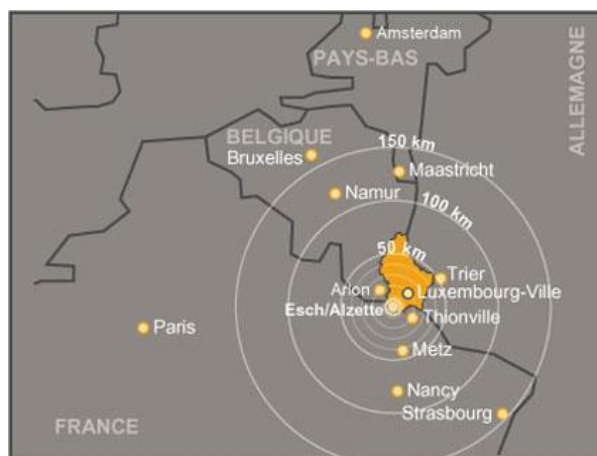 Amsterdam
PAYS-BAS
ALLEMAGNE
BELGIQUE
150 km
Bruxelles
Maastricht
Namur
100 km
50 km
Trier
Arlon
Luxembourg-Ville
Esch/Alzette
Thionville
Paris
Metz
Nancy
Strasbourg
FRANCE